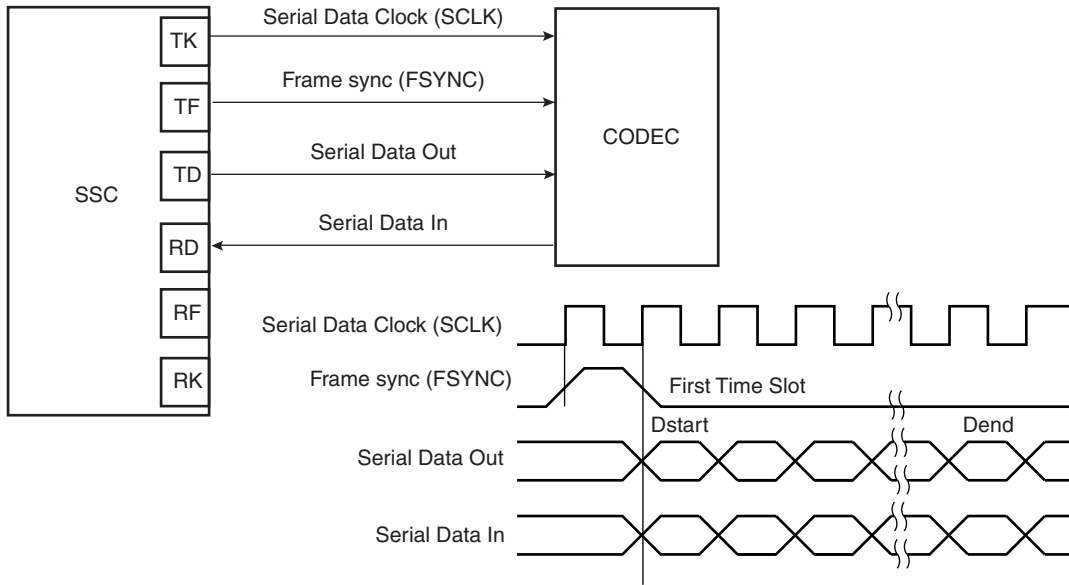 SSC
TK
TF
TD
RD
RF
RK
Serial Data Clock (SCLK)
Frame sync (FSYNC)
Serial Data Out
Serial Data In
CODEC
Serial Data Clock (SCLK)
Frame sync (FSYNC)
First Time Slot
Dstart
Dend
Serial Data Out
Serial Data In